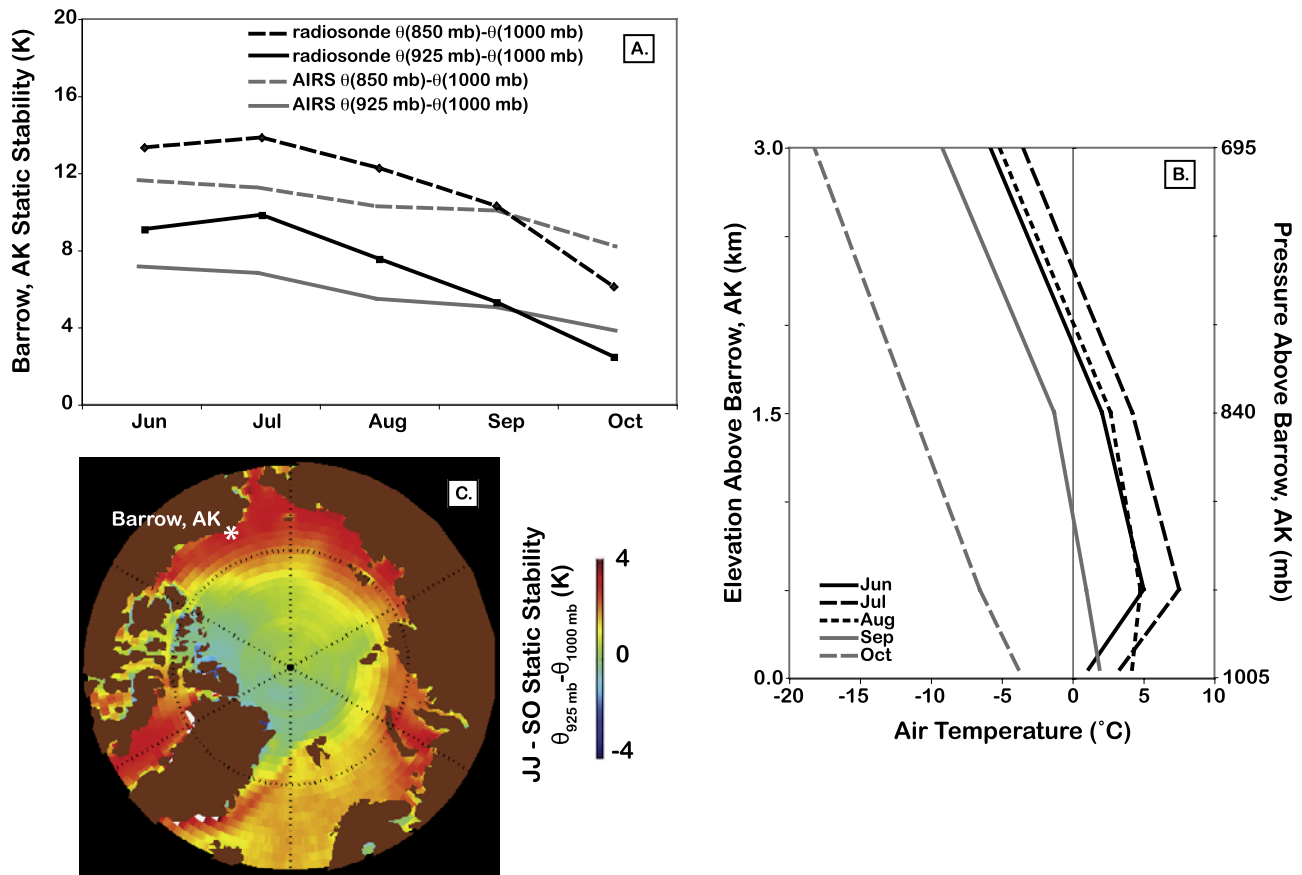 A.
Barrow, AK Static Stability (K)
20
16
12
8
4
0
radiosonde θ(850 mb)-θ(1000 mb)
radiosonde θ(925 mb)-θ(1000 mb)
AIRS θ(850 mb)-θ(1000 mb)
AIRS θ(925 mb)-θ(1000 mb)
Jun Jul Aug Sep Oct
B.
Elevation Above Barrow, AK (km)
3.0
1.5
0.0
Pressure Above Barrow, AK (mb)
695
840
1005
Jun
Jul
Aug
Sep
Oct
-20 -15 -10 -5 0 5 10
Air Temperature (˚C)
C.
Barrow, AK
*
JJ - SO Static Stability
θ925 mb-θ1000 mb (K)
4
0
-4